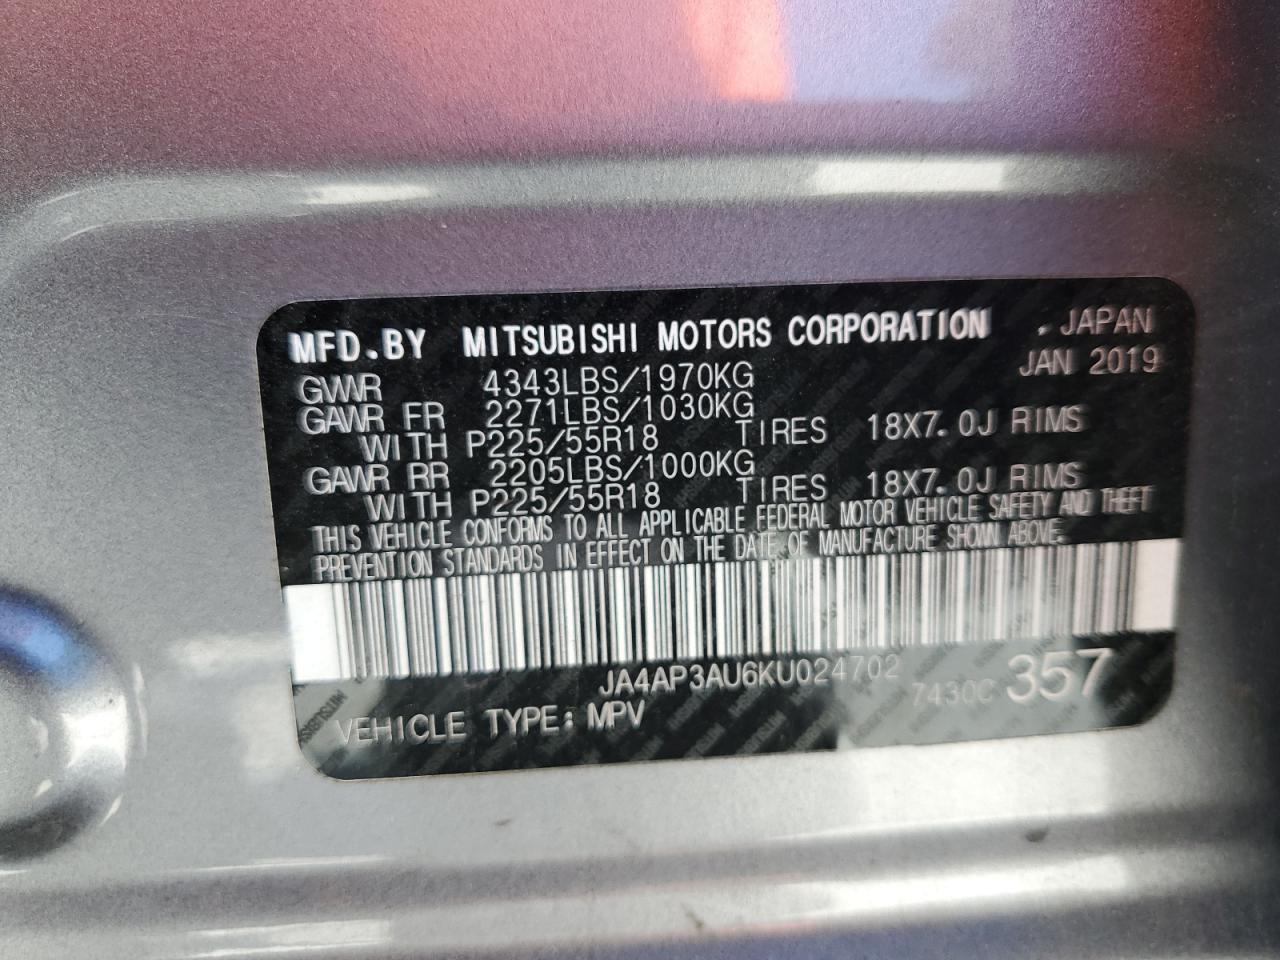 MFD.BY MITSUBISHI MOTORS CORPORATION . JAPAN
GVWR 4343LBS/1970KG JAN 2019
GAWR FR 2271LBS/1030KG
WITH P225/55R18 TIRES 18X7.0J RIMS
GAWR RR 2205LBS/1000KG
WITH P225/55R18 TIRES 18X7.0J RIMS
THIS VEHICLE CONFORMS TO ALL APPLICABLE FEDERAL MOTOR VEHICLE SAFETY AND THEFT
PREVENTION STANDARDS IN EFFECT ON THE DATE OF MANUFACTURE SHOWN ABOVE.
JA4AP3AU6KU024702
7430C 357
VEHICLE TYPE: MPV